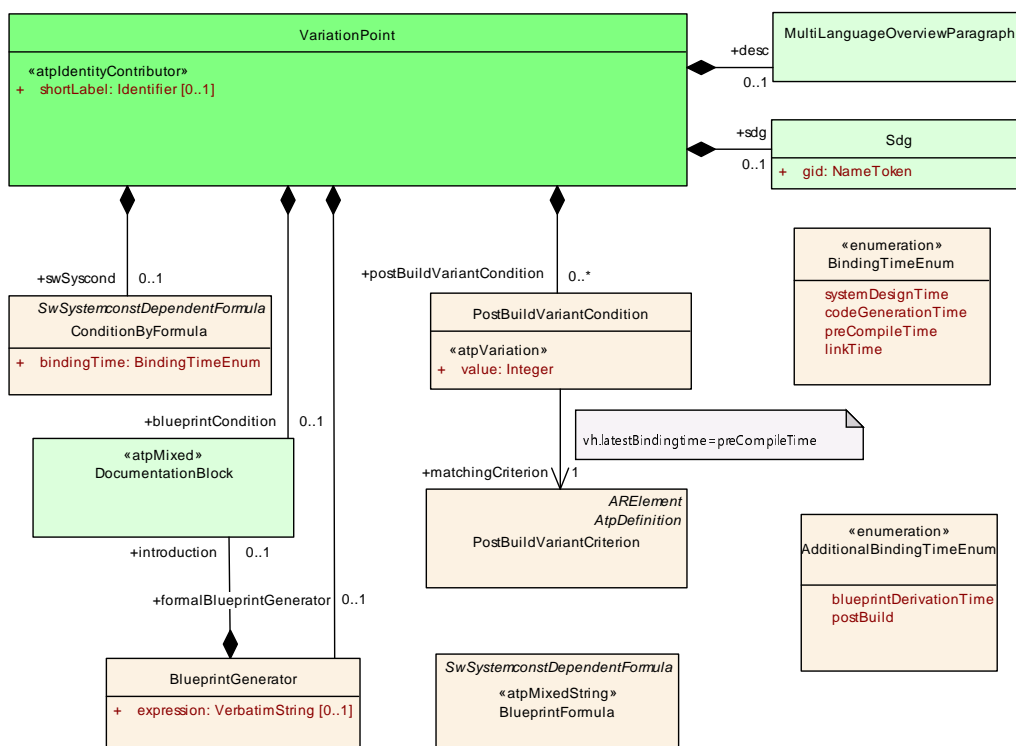 VariationPoint
«atpIdentityContributor»
+ shortLabel: Identifier [0..1]
MultiLanguageOverviewParagraph
+desc
0..1
Sdg
+ gid: NameToken
+sdg
0..1
+swSyscond 0..1
SwSystemconstDependentFormula
ConditionByFormula
+ bindingTime: BindingTimeEnum
+postBuildVariantCondition 0..*
PostBuildVariantCondition
«atpVariation»
+ value: Integer
«enumeration»
BindingTimeEnum
systemDesignTime
codeGenerationTime
preCompileTime
linkTime
+blueprintCondition 0..1
«atpMixed»
DocumentationBlock
vh.latestBindingtime=preCompileTime
+matchingCriterion 1
ARElement
AtpDefinition
PostBuildVariantCriterion
«enumeration»
AdditionalBindingTimeEnum
blueprintDerivationTime
postBuild
+introduction 0..1
+formalBlueprintGenerator 0..1
BlueprintGenerator
+ expression: VerbatimString [0..1]
SwSystemconstDependentFormula
«atpMixedString»
BlueprintFormula